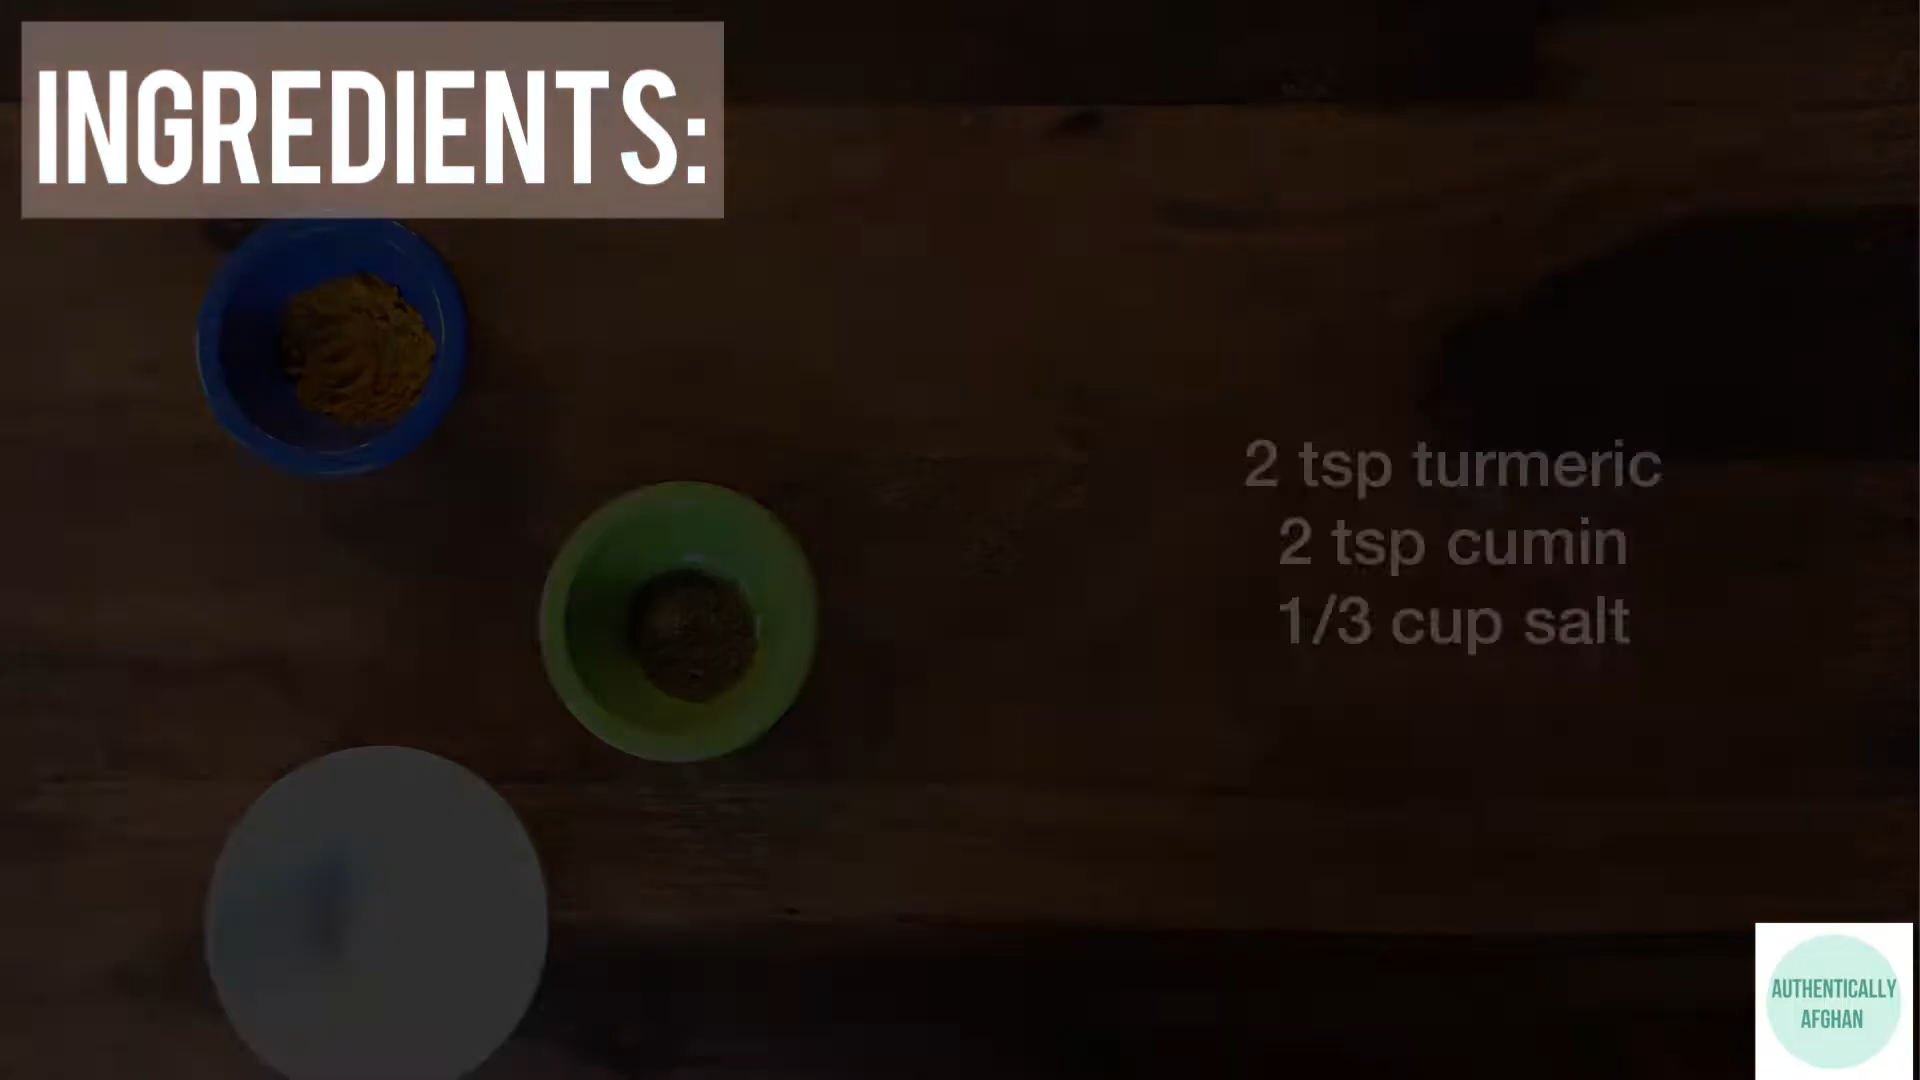 INGREDIENTS:
2 tsp turmeric
2 tsp cumin
1/3 cup salt
AUTHENTICALLY
AFGHAN